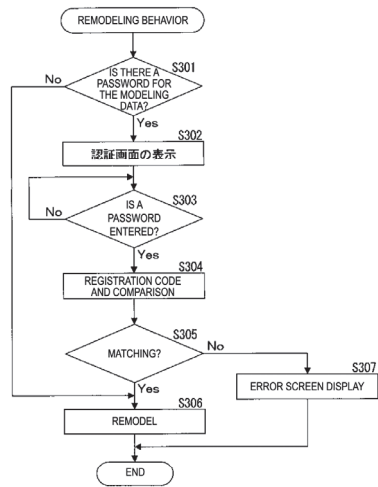 REMODELING BEHAVIOR
S301
IS THERE A
PASSWORD FOR
THE MODELING
DATA?
No
Yes
S302
認証画面の表示
S303
IS A
PASSWORD
ENTERED?
No
Yes
S304
REGISTRATION CODE
AND COMPARISON
S305
MATCHING?
No
Yes
S307
ERROR SCREEN DISPLAY
S306
REMODEL
END